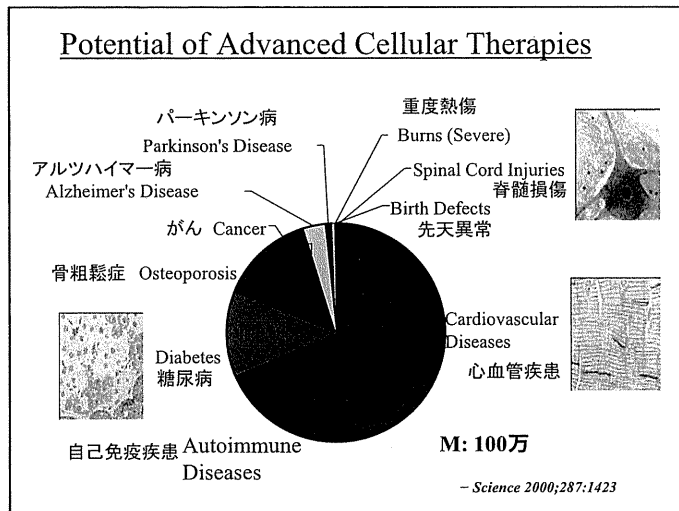 Potential of Advanced Cellular Therapies
パーキンソン病
Parkinson's Disease
重度熱傷
Burns (Severe)
アルツハイマー病
Alzheimer's Disease
Spinal Cord Injuries
脊髄損傷
Birth Defects
先天異常
がん Cancer
骨粗鬆症 Osteoporosis
Cardiovascular
Diseases
心血管疾患
Diabetes
糖尿病
自己免疫疾患 Autoimmune
Diseases
M: 100万
– Science 2000;287:1423